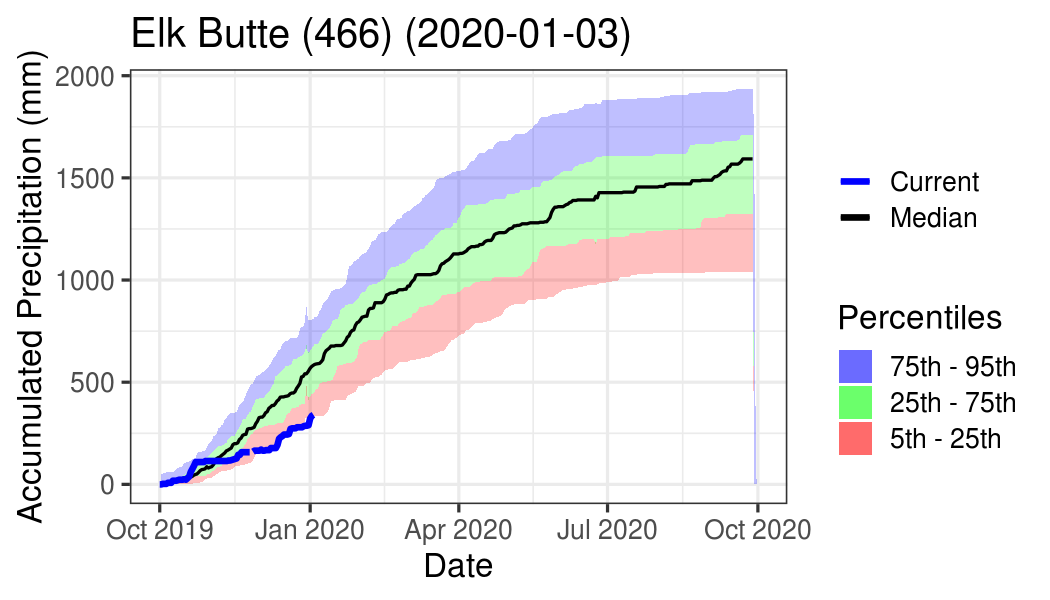 Elk Butte (466) (2020-01-03)
Accumulated Precipitation (mm)
2000
1500
1000
500
0
Oct 2019
Jan 2020
Apr 2020
Jul 2020
Oct 2020
Date
Current
Median
Percentiles
75th - 95th
25th - 75th
5th - 25th